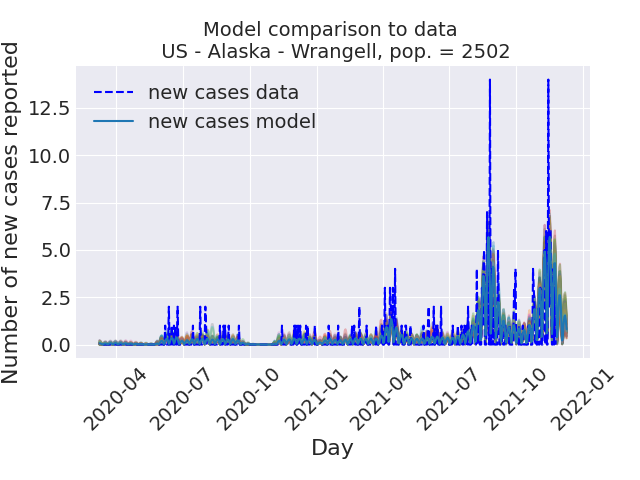 Model comparison to data
US - Alaska - Wrangell, pop. = 2502
Number of new cases reported
new cases data
new cases model
12.5
10.0
7.5
5.0
2.5
0.0
2020-04
2020-07
2020-10
2021-01
2021-04
2021-07
2021-10
2022-01
Day